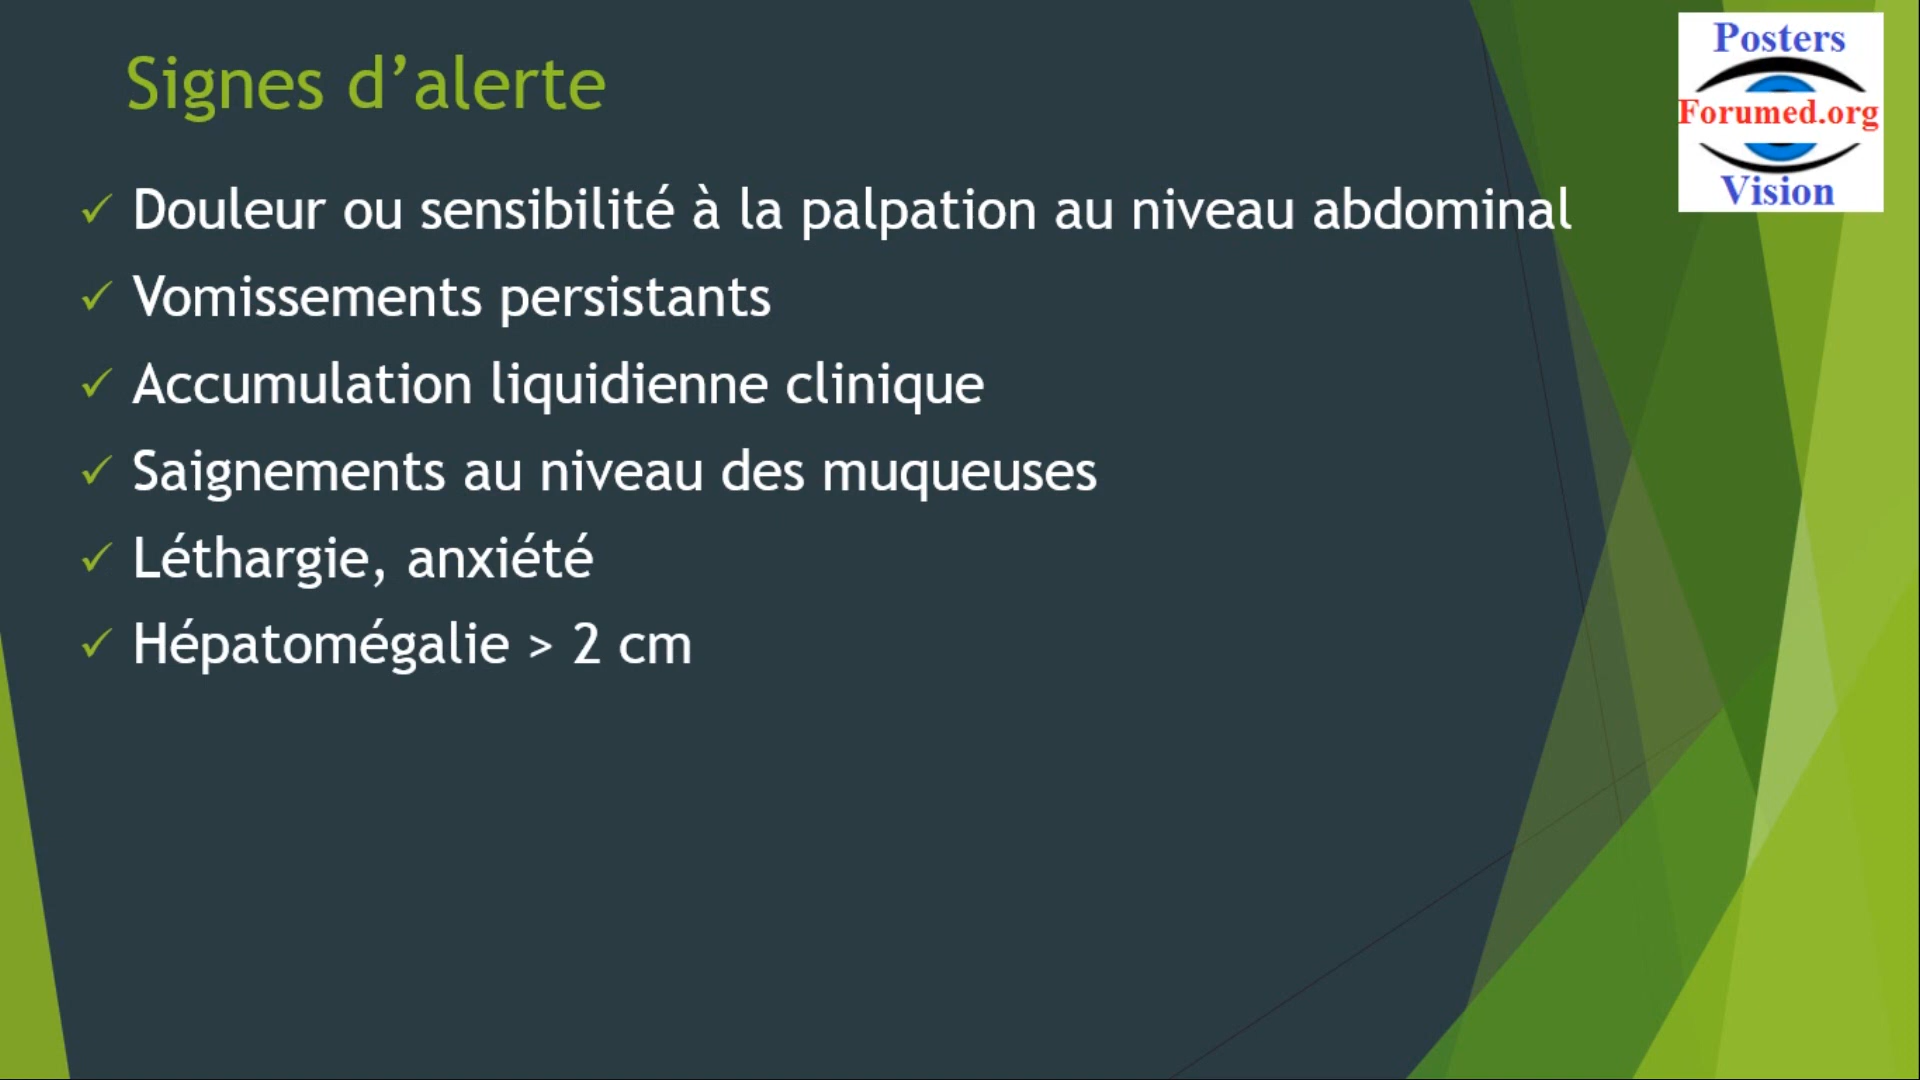 Signes d’alerte
Posters
Forumed.org
Vision
✓ Douleur ou sensibilité à la palpation au niveau abdominal
✓ Vomissements persistants
✓ Accumulation liquidienne clinique
✓ Saignements au niveau des muqueuses
✓ Léthargie, anxiété
✓ Hépatomégalie > 2 cm